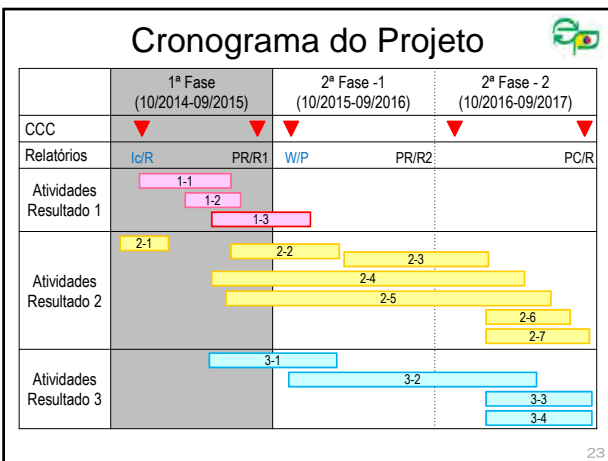 Cronograma do Projeto
1ª Fase
(10/2014-09/2015)
2ª Fase -1
(10/2015-09/2016)
2ª Fase - 2
(10/2016-09/2017)
CCC
Relatórios
Ic/R
PR/R1
W/P
PR/R2
PC/R
Atividades
Resultado 1
1-1
1-2
1-3
Atividades
Resultado 2
2-1
2-2
2-3
2-4
2-5
2-6
2-7
Atividades
Resultado 3
3-1
3-2
3-3
3-4
23